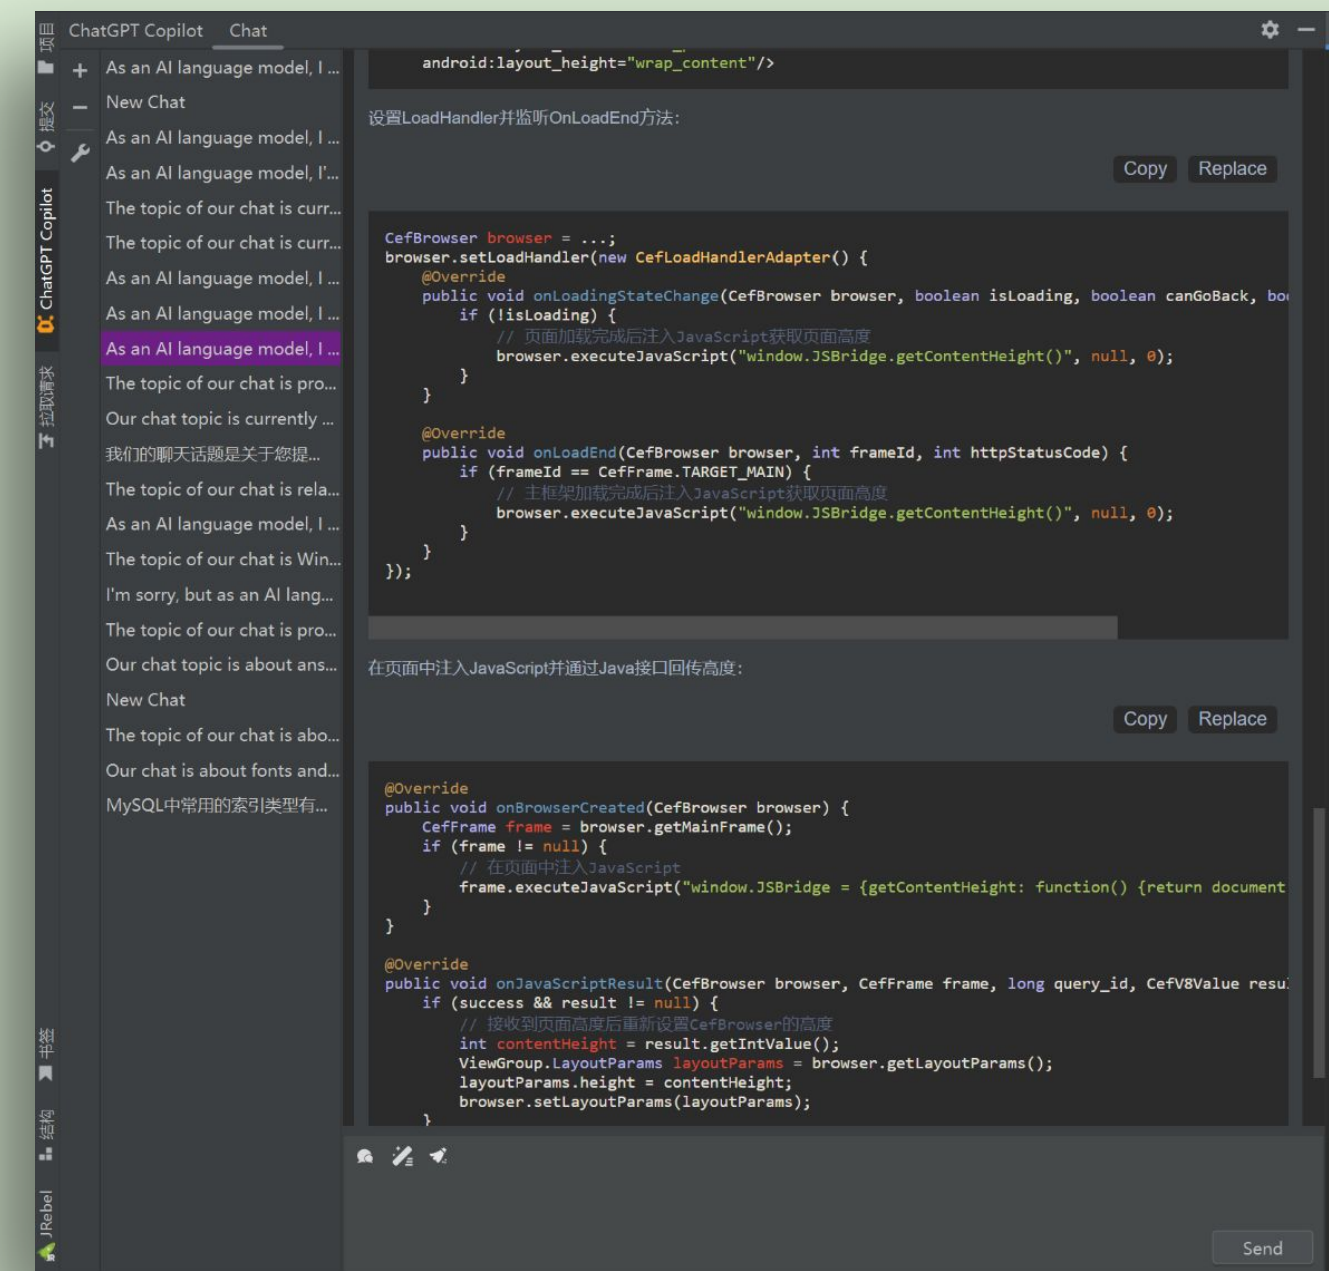 ChatGPT Copilot Chat
项目
提交
ChatGPT Copilot
拉取请求
书签
结构
JRebel
As an AI language model, I ...
New Chat
As an AI language model, I ...
As an AI language model, I'...
The topic of our chat is curr...
The topic of our chat is curr...
As an AI language model, I ...
As an AI language model, I ...
As an AI language model, I ...
The topic of our chat is pro...
Our chat topic is currently ...
我们的聊天话题是关于您提...
The topic of our chat is rela...
As an AI language model, I ...
The topic of our chat is Win...
I'm sorry, but as an AI lang...
The topic of our chat is pro...
Our chat topic is about ans...
New Chat
The topic of our chat is abo...
Our chat is about fonts and...
MySQL中常用的索引类型有...
android:layout_height="wrap_content"/>
设置LoadHandler并监听OnLoadEnd方法：
Copy Replace
CefBrowser browser = ...;
browser.setLoadHandler(new CefLoadHandlerAdapter() {
@Override
public void onLoadingStateChange(CefBrowser browser, boolean isLoading, boolean canGoBack, boo
if (!isLoading) {
// 页面加载完成后注入JavaScript获取页面高度
browser.executeJavaScript("window.JSBridge.getContentHeight()", null, 0);
}
}
@Override
public void onLoadEnd(CefBrowser browser, int frameId, int httpStatusCode) {
if (frameId == CefFrame.TARGET_MAIN) {
// 主框架加载完成后注入JavaScript获取页面高度
browser.executeJavaScript("window.JSBridge.getContentHeight()", null, 0);
}
}
});
在页面中注入JavaScript并通过Java接口回传高度：
Copy Replace
@Override
public void onBrowserCreated(CefBrowser browser) {
CefFrame frame = browser.getMainFrame();
if (frame != null) {
// 在页面中注入JavaScript
frame.executeJavaScript("window.JSBridge = {getContentHeight: function() {return document
}
}
@Override
public void onJavaScriptResult(CefBrowser browser, CefFrame frame, long query_id, CefV8Value resu
if (success && result != null) {
// 接收到页面高度后重新设置CefBrowser的高度
int contentHeight = result.getIntValue();
ViewGroup.LayoutParams layoutParams = browser.getLayoutParams();
layoutParams.height = contentHeight;
browser.setLayoutParams(layoutParams);
}
Send